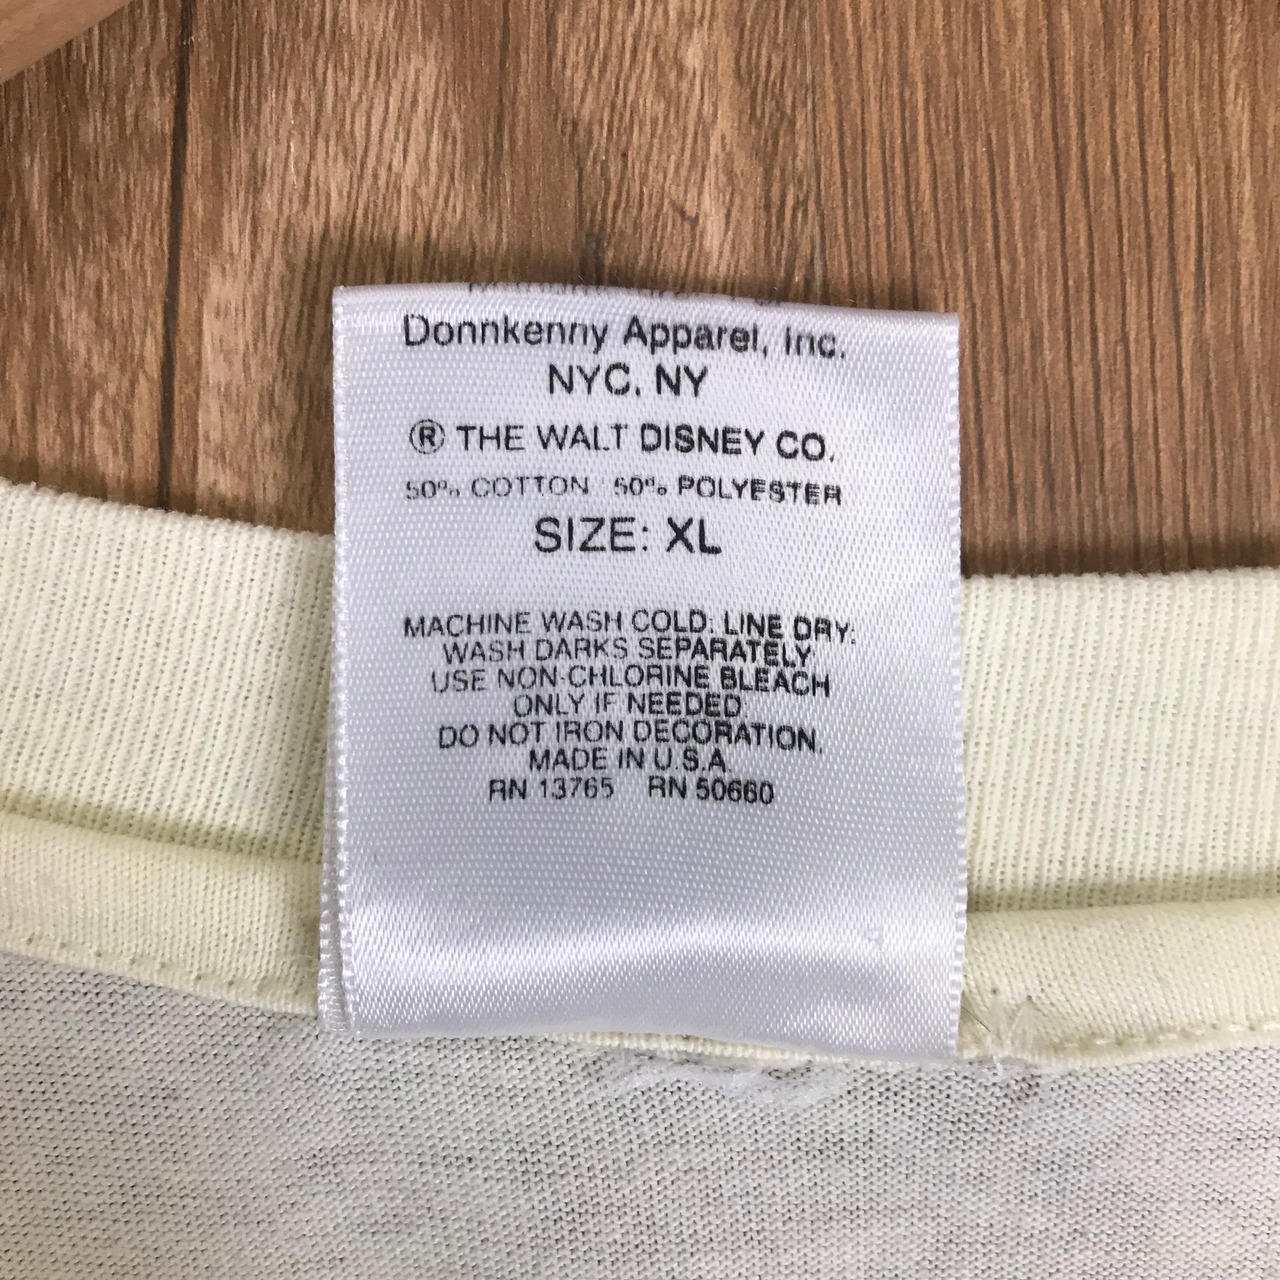 Donnkenny Apparel, Inc.
NYC, NY
® THE WALT DISNEY CO.
50% COTTON 50% POLYESTER
SIZE: XL
MACHINE WASH COLD; LINE DRY;
WASH DARKS SEPARATELY
USE NON-CHLORINE BLEACH
ONLY IF NEEDED
DO NOT IRON DECORATION.
MADE IN U.S.A.
RN 13765 RN 50660